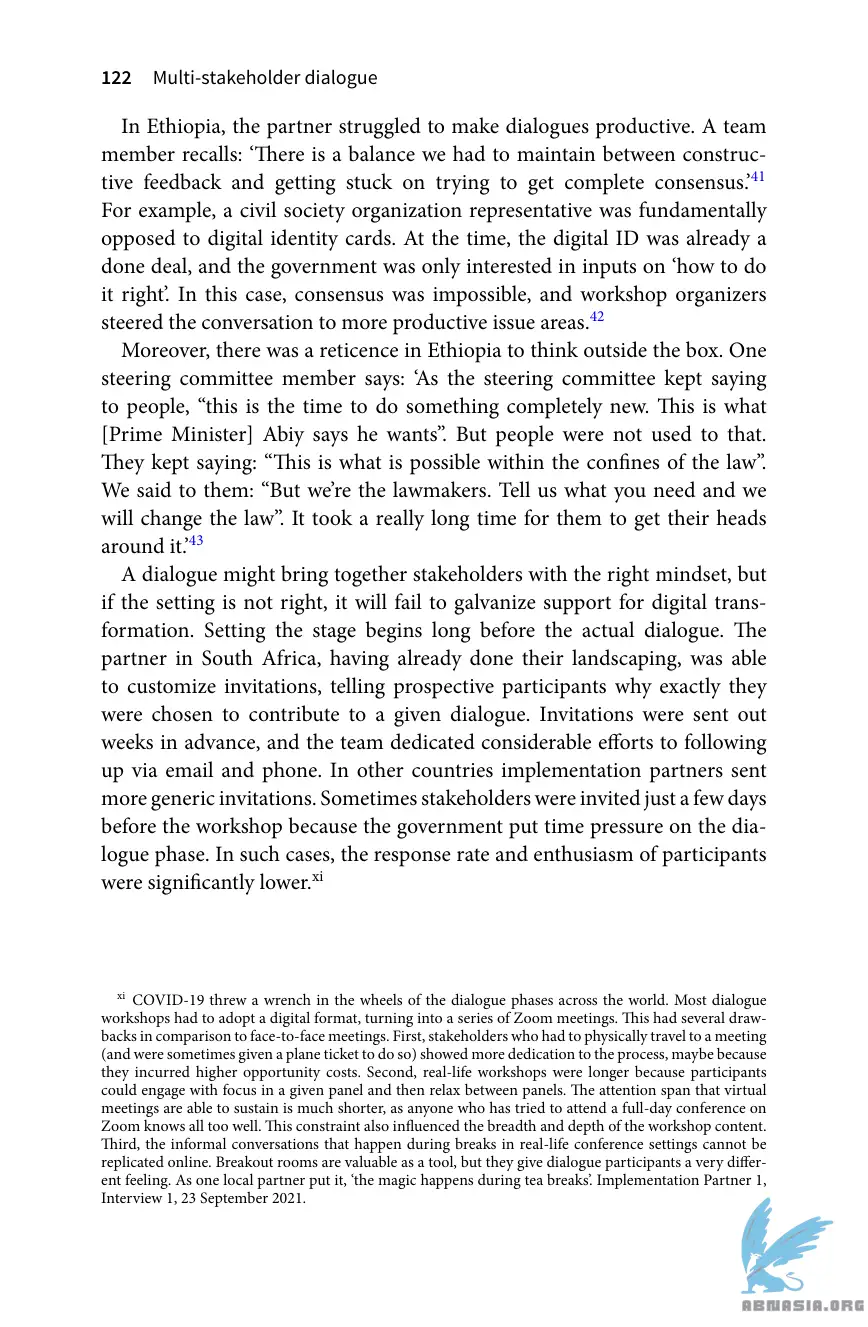 122 Multi-stakeholder dialogue
In Ethiopia, the partner struggled to make dialogues productive. A team
member recalls: ‘There is a balance we had to maintain between construc-
tive feedback and getting stuck on trying to get complete consensus.’41
For example, a civil society organization representative was fundamentally
opposed to digital identity cards. At the time, the digital ID was already a
done deal, and the government was only interested in inputs on ‘how to do
it right’. In this case, consensus was impossible, and workshop organizers
steered the conversation to more productive issue areas.42
Moreover, there was a reticence in Ethiopia to think outside the box. One
steering committee member says: ‘As the steering committee kept saying
to people, “this is the time to do something completely new. This is what
[Prime Minister] Abiy says he wants”. But people were not used to that.
They kept saying: “This is what is possible within the confines of the law”.
We said to them: “But we’re the lawmakers. Tell us what you need and we
will change the law”. It took a really long time for them to get their heads
around it.’43
A dialogue might bring together stakeholders with the right mindset, but
if the setting is not right, it will fail to galvanize support for digital trans-
formation. Setting the stage begins long before the actual dialogue. The
partner in South Africa, having already done their landscaping, was able
to customize invitations, telling prospective participants why exactly they
were chosen to contribute to a given dialogue. Invitations were sent out
weeks in advance, and the team dedicated considerable efforts to following
up via email and phone. In other countries implementation partners sent
more generic invitations. Sometimes stakeholders were invited just a few days
before the workshop because the government put time pressure on the dia-
logue phase. In such cases, the response rate and enthusiasm of participants
were significantly lower.xi
xi COVID-19 threw a wrench in the wheels of the dialogue phases across the world. Most dialogue
workshops had to adopt a digital format, turning into a series of Zoom meetings. This had several draw-
backs in comparison to face-to-face meetings. First, stakeholders who had to physically travel to a meeting
(and were sometimes given a plane ticket to do so) showed more dedication to the process, maybe because
they incurred higher opportunity costs. Second, real-life workshops were longer because participants
could engage with focus in a given panel and then relax between panels. The attention span that virtual
meetings are able to sustain is much shorter, as anyone who has tried to attend a full-day conference on
Zoom knows all too well. This constraint also influenced the breadth and depth of the workshop content.
Third, the informal conversations that happen during breaks in real-life conference settings cannot be
replicated online. Breakout rooms are valuable as a tool, but they give dialogue participants a very differ-
ent feeling. As one local partner put it, ‘the magic happens during tea breaks’. Implementation Partner 1,
Interview 1, 23 September 2021.
ABNASIA.ORG